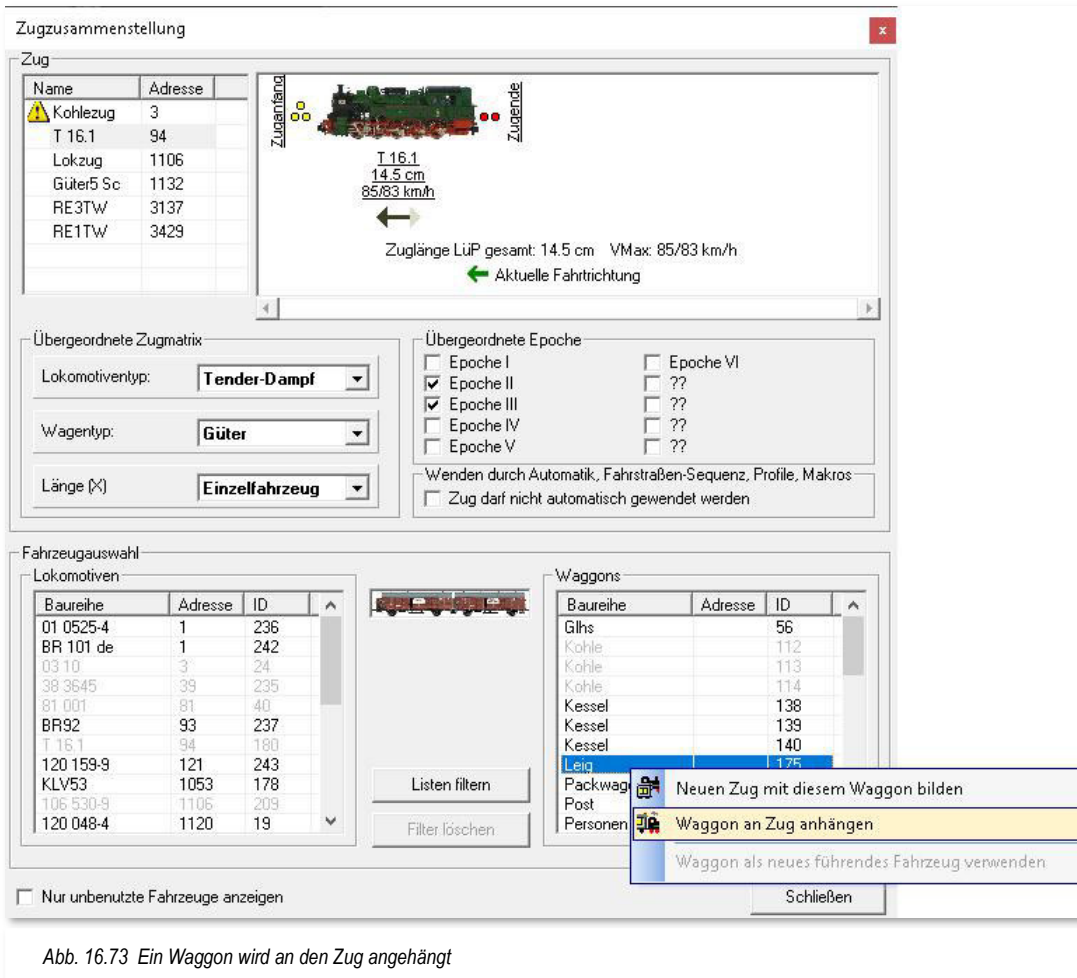 Zugzusammenstellung
x
Zug
Name Adresse
Kohlezug 3
T 16.1 94
Lokzug 1106
Güter5 Sc 1132
RE3TW 3137
RE1TW 3429
Zuganfang
Zugende
T 16.1
14.5 cm
85/83 km/h
Zuglänge LüP gesamt: 14.5 cm VMax: 85/83 km/h
Aktuelle Fahrtrichtung
Übergeordnete Zugmatrix
Lokomotiventyp: Tender-Dampf
Wagentyp: Güter
Länge (X) Einzelfahrzeug
Übergeordnete Epoche
Epoche I Epoche VI
Epoche II ??
Epoche III ??
Epoche IV ??
Epoche V ??
Wenden durch Automatik, Fahrstraßen-Sequenz, Profile, Makros
Zug darf nicht automatisch gewendet werden
Fahrzeugauswahl
Lokomotiven
Baureihe Adresse ID
01 0525-4 1 236
BR 101 de 1 242
03 10 3 24
38 3645 39 235
81 001 81 40
BR92 93 237
T 16.1 94 180
120 159-9 121 243
KLV53 1053 178
106 530-9 1106 209
120 048-4 1120 19
Listen filtern
Filter löschen
Waggons
Baureihe Adresse ID
Glhs 56
Kohle 112
Kohle 113
Kohle 114
Kessel 138
Kessel 139
Kessel 140
Leig 175
Packwag
Post
Personen
Neuen Zug mit diesem Waggon bilden
Waggon an Zug anhängen
Waggon als neues führendes Fahrzeug verwenden
Nur unbenutzte Fahrzeuge anzeigen
Schließen
Abb. 16.73 Ein Waggon wird an den Zug angehängt